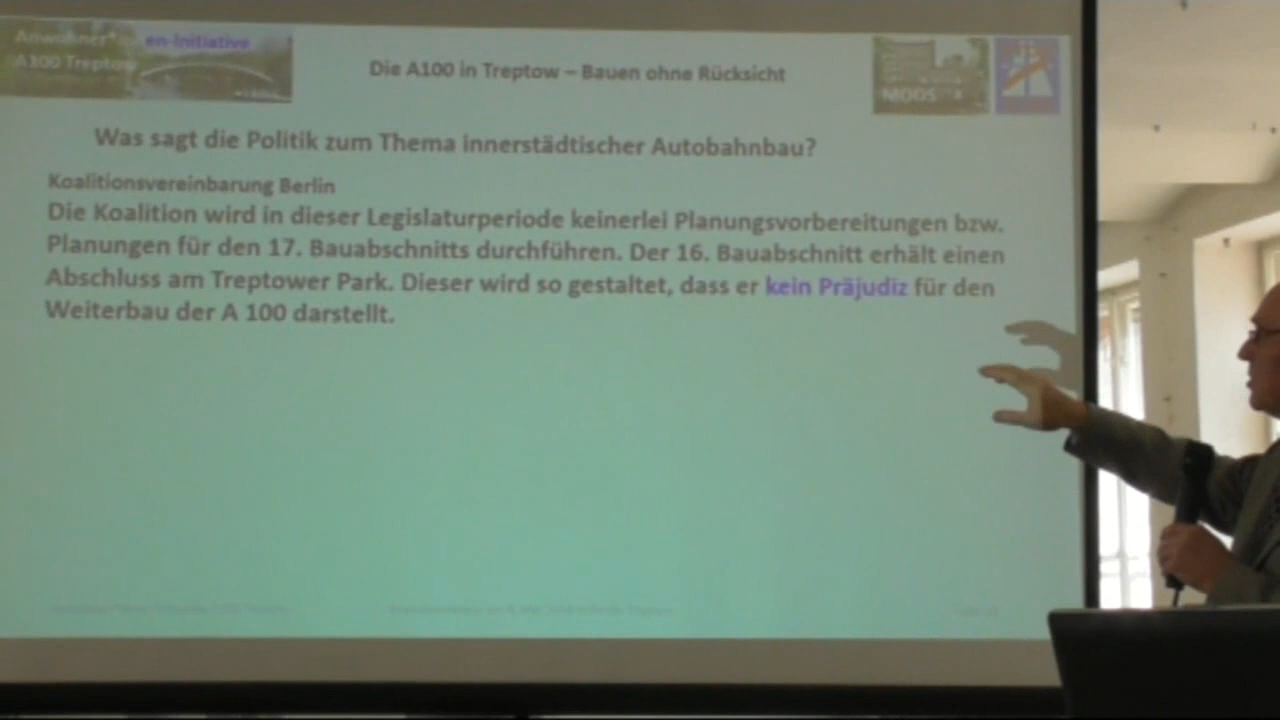 Anwohner*en-Initiative
A100 Treptow
Die A100 in Treptow – Bauen ohne Rücksicht
MOOS
Was sagt die Politik zum Thema innerstädtischer Autobahnbau?
Koalitionsvereinbarung Berlin
Die Koalition wird in dieser Legislaturperiode keinerlei Planungsvorbereitungen bzw.
Planungen für den 17. Bauabschnitts durchführen. Der 16. Bauabschnitt erhält einen
Abschluss am Treptower Park. Dieser wird so gestaltet, dass er kein Präjudiz für den
Weiterbau der A 100 darstellt.